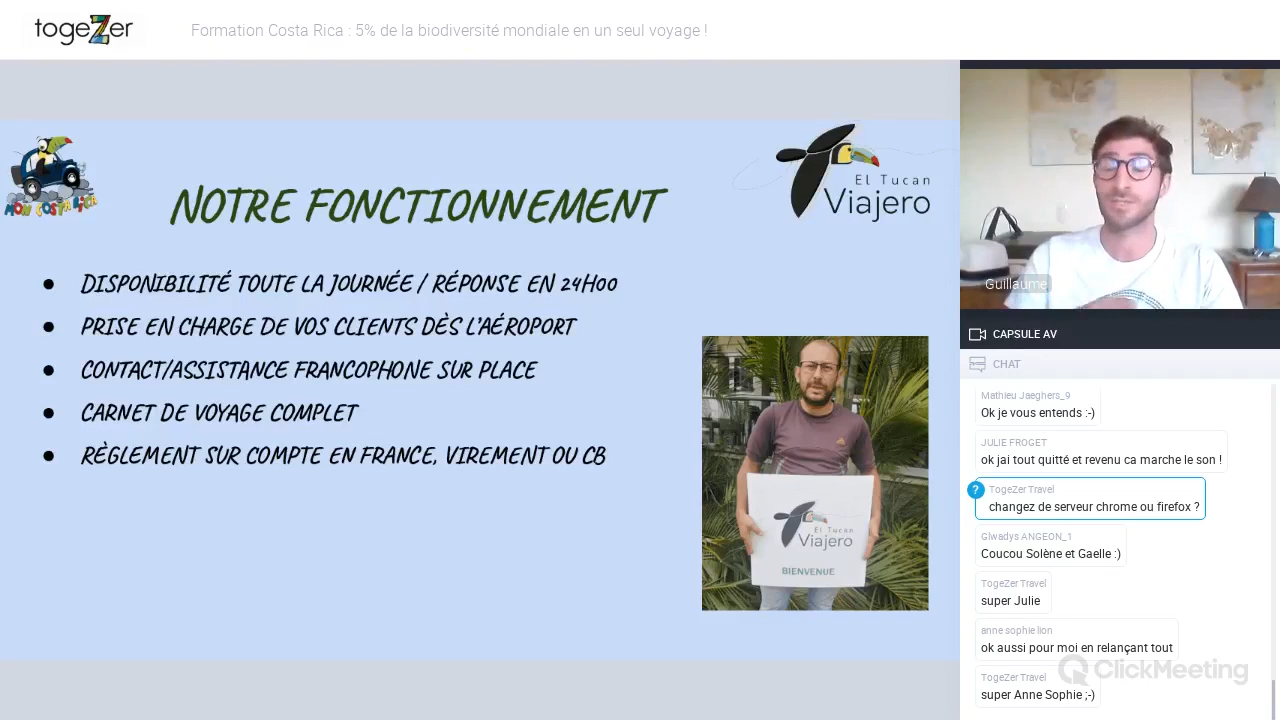 togeZer
Formation Costa Rica : 5% de la biodiversité mondiale en un seul voyage !
MON COSTA RICA
El Tucan
Viajero
NOTRE FONCTIONNEMENT
● DISPONIBILITÉ TOUTE LA JOURNÉE / RÉPONSE EN 24H00
● PRISE EN CHARGE DE VOS CLIENTS DÈS L'AÉROPORT
● CONTACT/ASSISTANCE FRANCOPHONE SUR PLACE
● CARNET DE VOYAGE COMPLET
● RÈGLEMENT SUR COMPTE EN FRANCE, VIREMENT OU CB
El Tucan
Viajero
BIENVENUE
Guillaume
CAPSULE AV
CHAT
Mathieu Jaeghers_9
Ok je vous entends :-)
JULIE FROGET
ok jai tout quitté et revenu ca marche le son !
?
TogeZer Travel
changez de serveur chrome ou firefox ?
Glwadys ANGEON_1
Coucou Solène et Gaelle :)
TogeZer Travel
super Julie
anne sophie lion
ok aussi pour moi en relançant tout
TogeZer Travel
super Anne Sophie ;-)
ClickMeeting